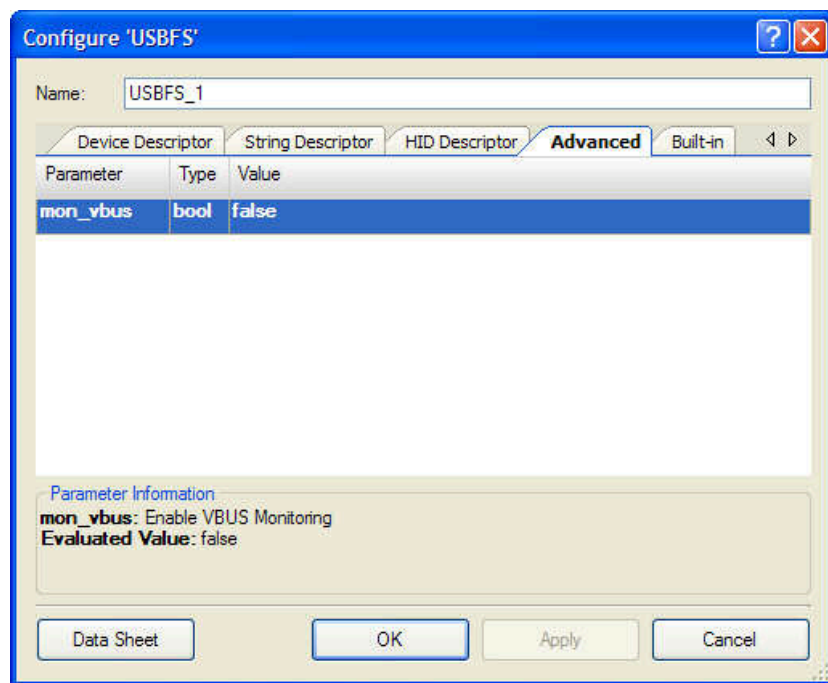 Configure 'USBFS'
Name: USBFS_1
Device Descriptor String Descriptor HID Descriptor Advanced Built-in
Parameter Type Value
mon_vbus bool false
Parameter Information
mon_vbus: Enable VBUS Monitoring
Evaluated Value: false
Data Sheet OK Apply Cancel